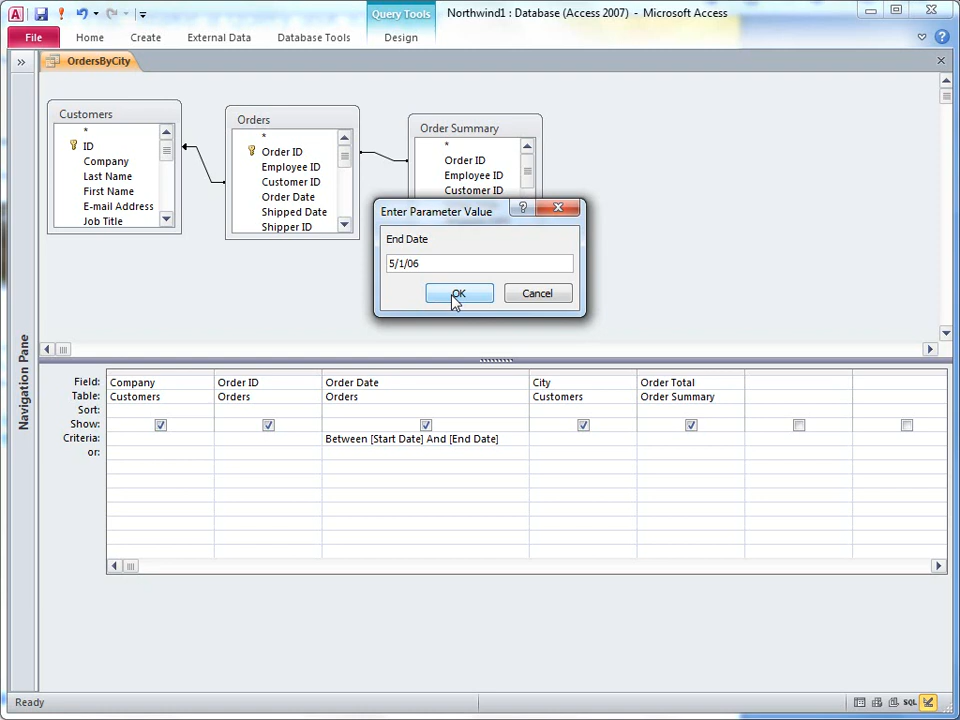 Query Tools
Northwind1 : Database (Access 2007) - Microsoft Access
File Home Create External Data Database Tools Design
OrdersByCity
Customers
*
ID
Company
Last Name
First Name
E-mail Address
Job Title
Orders
*
Order ID
Employee ID
Customer ID
Order Date
Shipped Date
Shipper ID
Order Summary
*
Order ID
Employee ID
Customer ID
Enter Parameter Value
End Date
5/1/06
OK Cancel
Navigation Pane
Field: Company Order ID Order Date City Order Total
Table: Customers Orders Orders Customers Order Summary
Sort:
Show:
Criteria: Between [Start Date] And [End Date]
or:
Ready
SQL